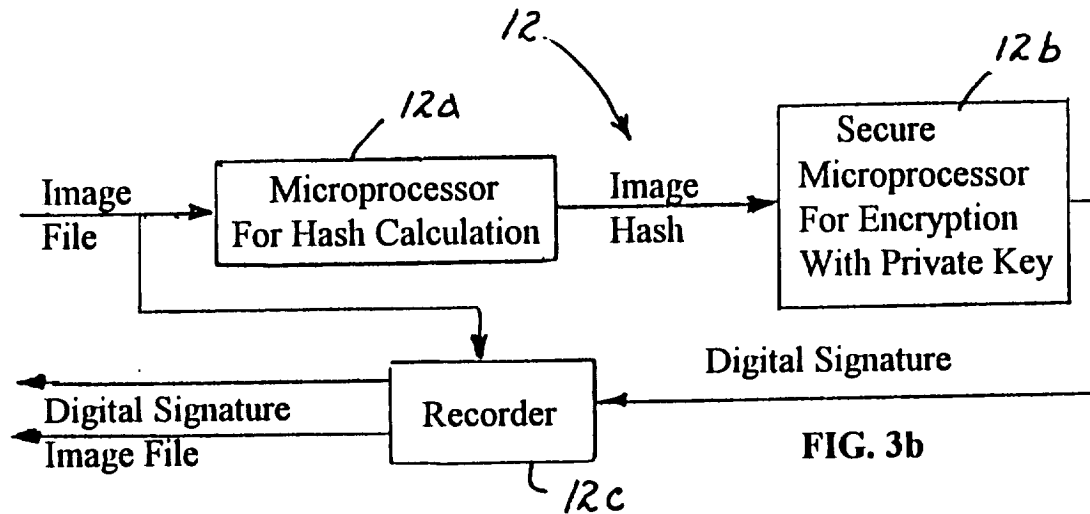 12
12a
12b
Image
File
Microprocessor
For Hash Calculation
Image
Hash
Secure
Microprocessor
For Encryption
With Private Key
Digital Signature
Image File
Recorder
Digital Signature
12c
FIG. 3b